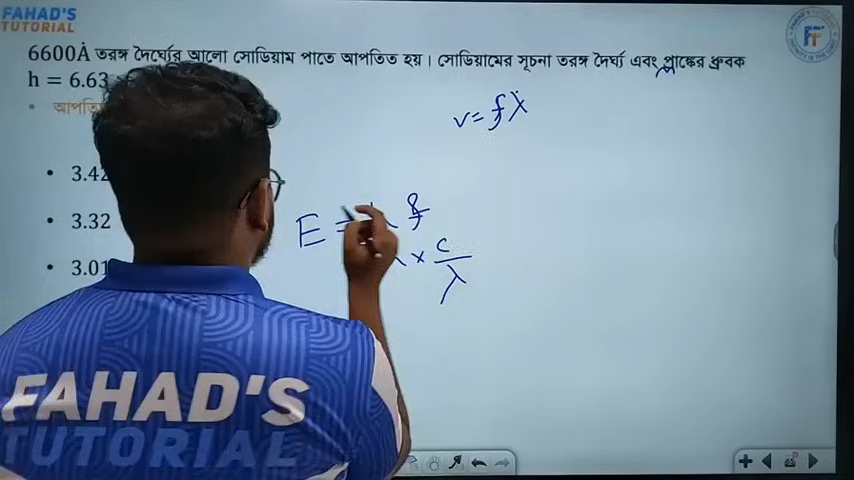 FAHAD'S
TUTORIAL
6600Å তরঙ্গ দৈর্ঘ্যের আলো সোডিয়াম পাতে আপতিত হয়। সোডিয়ামের সূচনা তরঙ্গ দৈর্ঘ্য এবং প্লাঙ্কের ধ্রুবক
h = 6.63
v = fλ
3.42
3.32
3.01
E = f
× c/λ
FAHAD'S
TUTORIAL